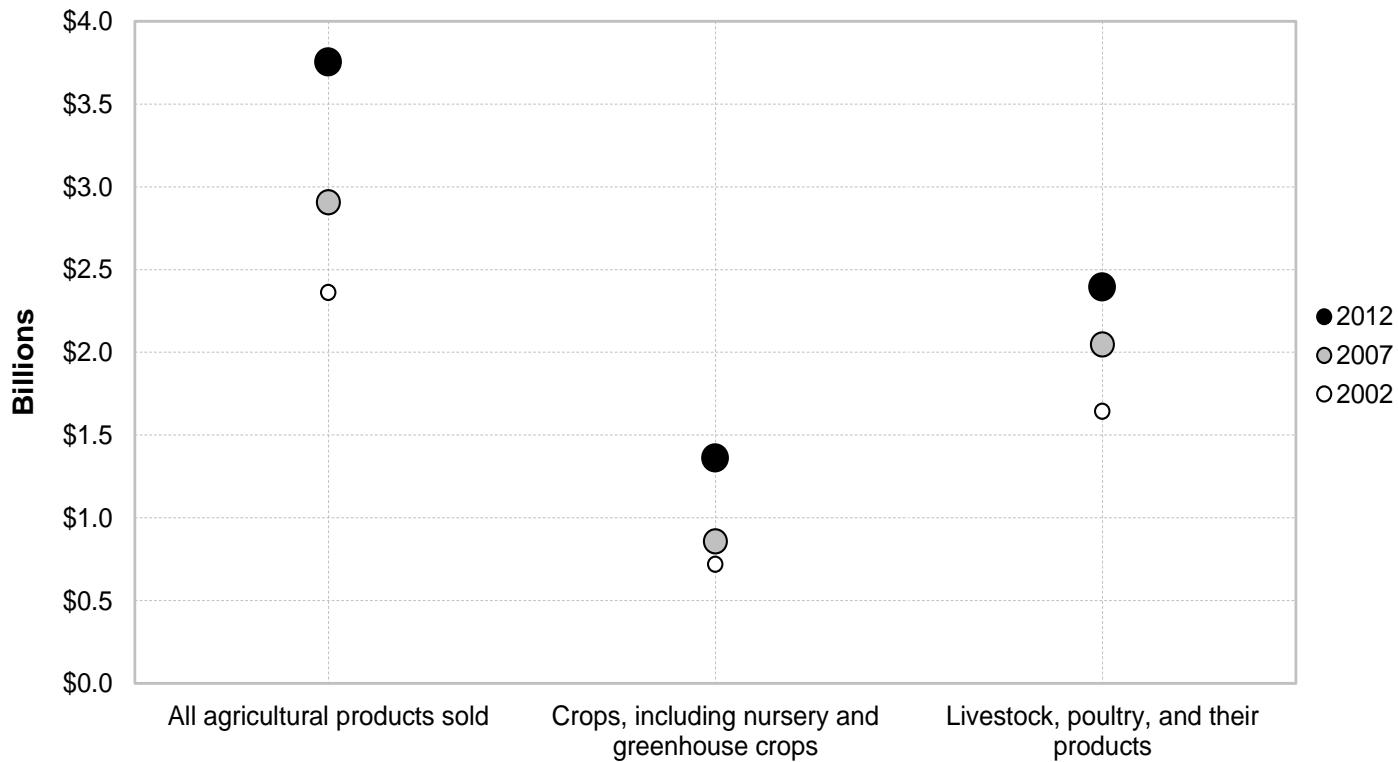 $4.0
$3.5
$3.0
$2.5
$2.0
$1.5
$1.0
$0.5
$0.0
Billions
All agricultural products sold
Crops, including nursery and
greenhouse crops
Livestock, poultry, and their
products
2012
2007
2002